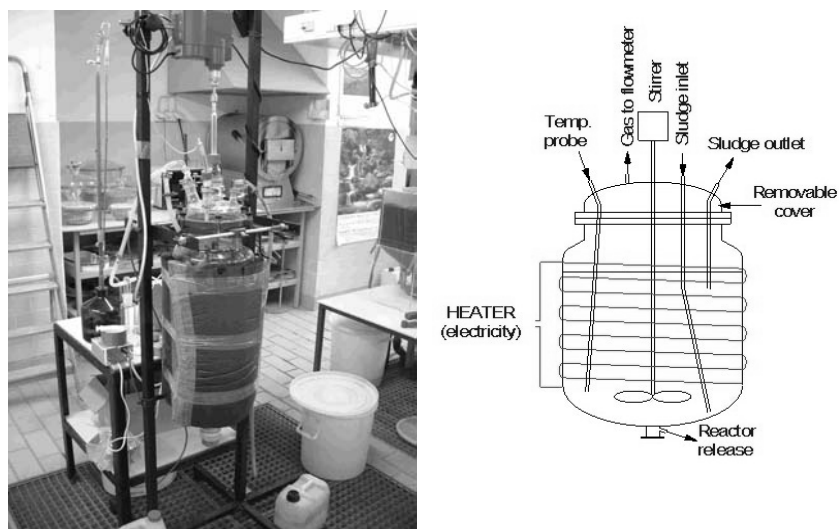 Gas to flowmeter
Stirrer
Sludge inlet
Temp.
probe
Sludge outlet
Removable
cover
HEATER
(electricity)
Reactor
release